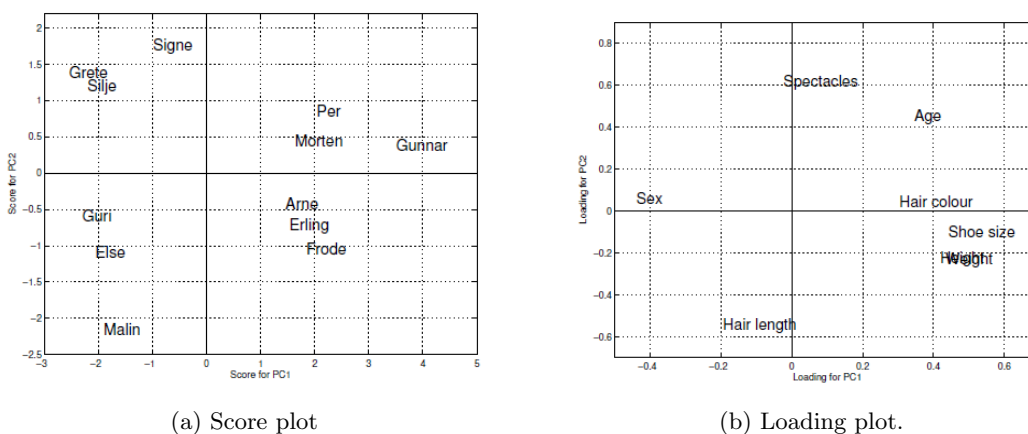 2
1.5
1
0.5
0
−0.5
−1
−1.5
−2
−2.5
Score for PC2
Signe
Grete
Silje
Per
Morten
Gunnar
Arne
Guri
Erling
Else
Frode
Malin
−3 −2 −1 0 1 2 3 4 5
Score for PC1
(a) Score plot
0.8
0.6
0.4
0.2
0
−0.2
−0.4
−0.6
Loading for PC2
Spectacles
Age
Sex
Hair colour
Shoe size
Height
Weight
Hair length
−0.4 −0.2 0 0.2 0.4 0.6
Loading for PC1
(b) Loading plot.